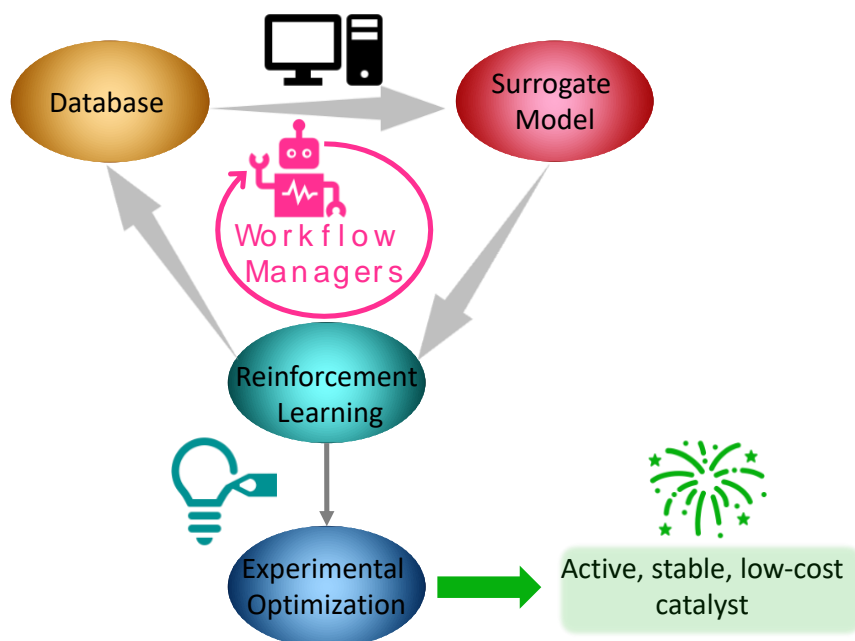 Database
Surrogate
Model
Workflow
Managers
Reinforcement
Learning
Experimental
Optimization
Active, stable, low-cost
catalyst